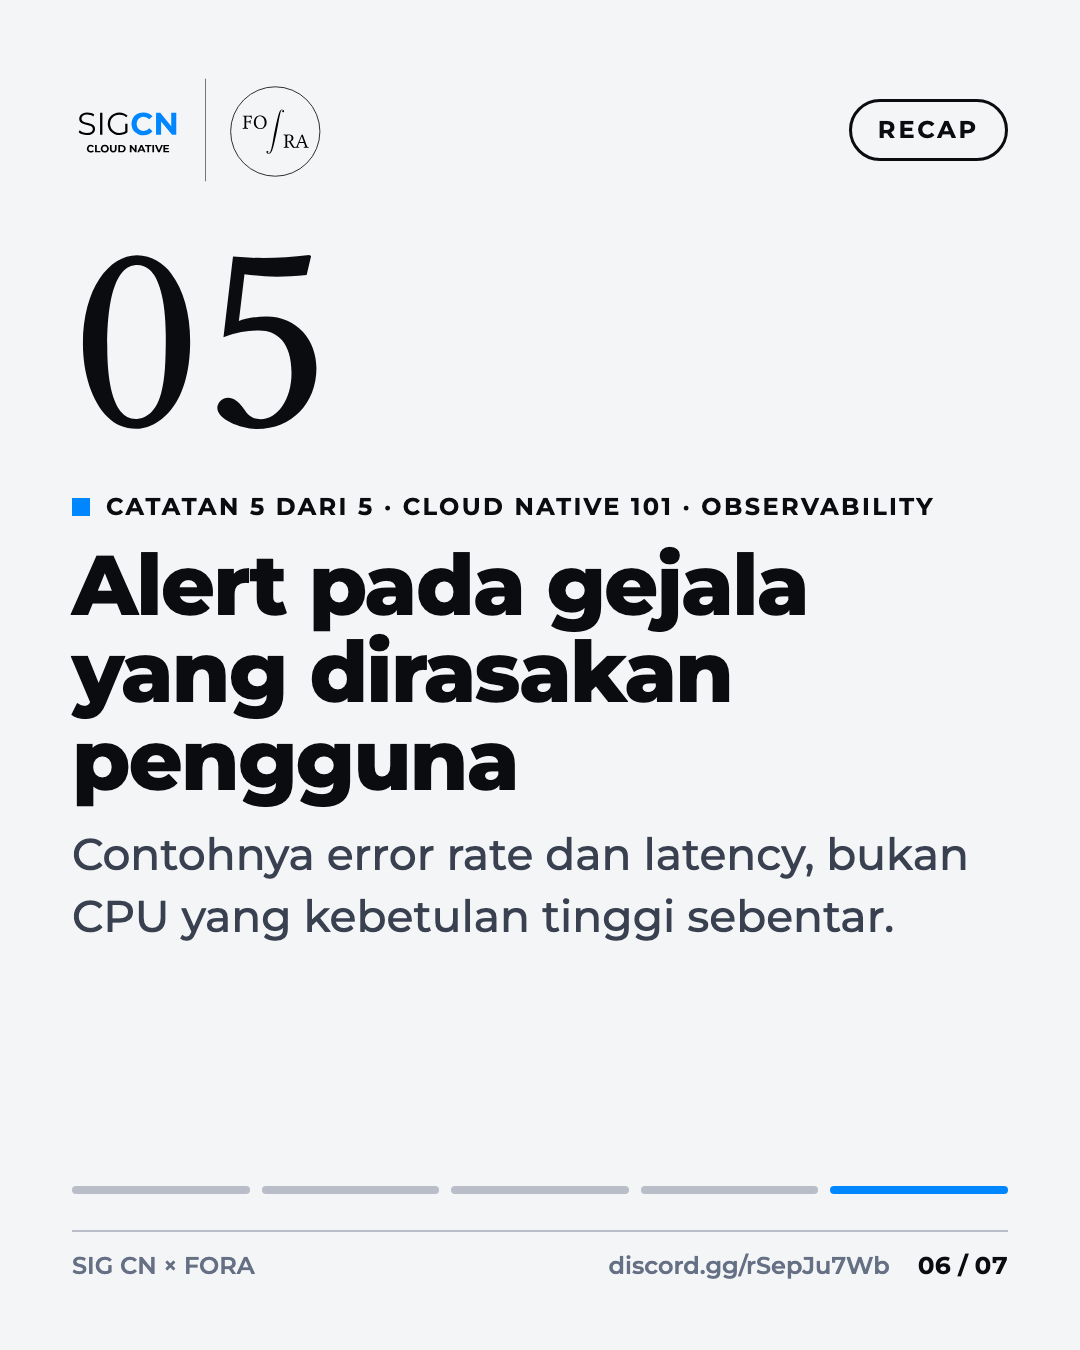 SIGCN
CLOUD NATIVE
FO
RA
RECAP
05
CATATAN 5 DARI 5 · CLOUD NATIVE 101 · OBSERVABILITY
Alert pada gejala
yang dirasakan
pengguna
Contohnya error rate dan latency, bukan
CPU yang kebetulan tinggi sebentar.
SIG CN × FORA
discord.gg/rSepJu7Wb
06 / 07